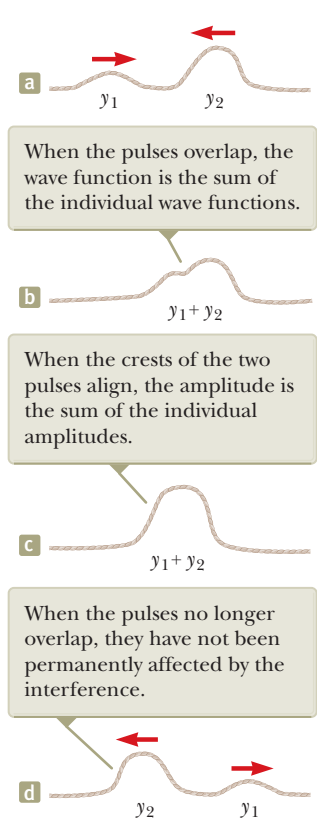 a
y1 y2
When the pulses overlap, the
wave function is the sum of
the individual wave functions.
b
y1 + y2
When the crests of the two
pulses align, the amplitude is
the sum of the individual
amplitudes.
c
y1 + y2
When the pulses no longer
overlap, they have not been
permanently affected by the
interference.
d
y2 y1